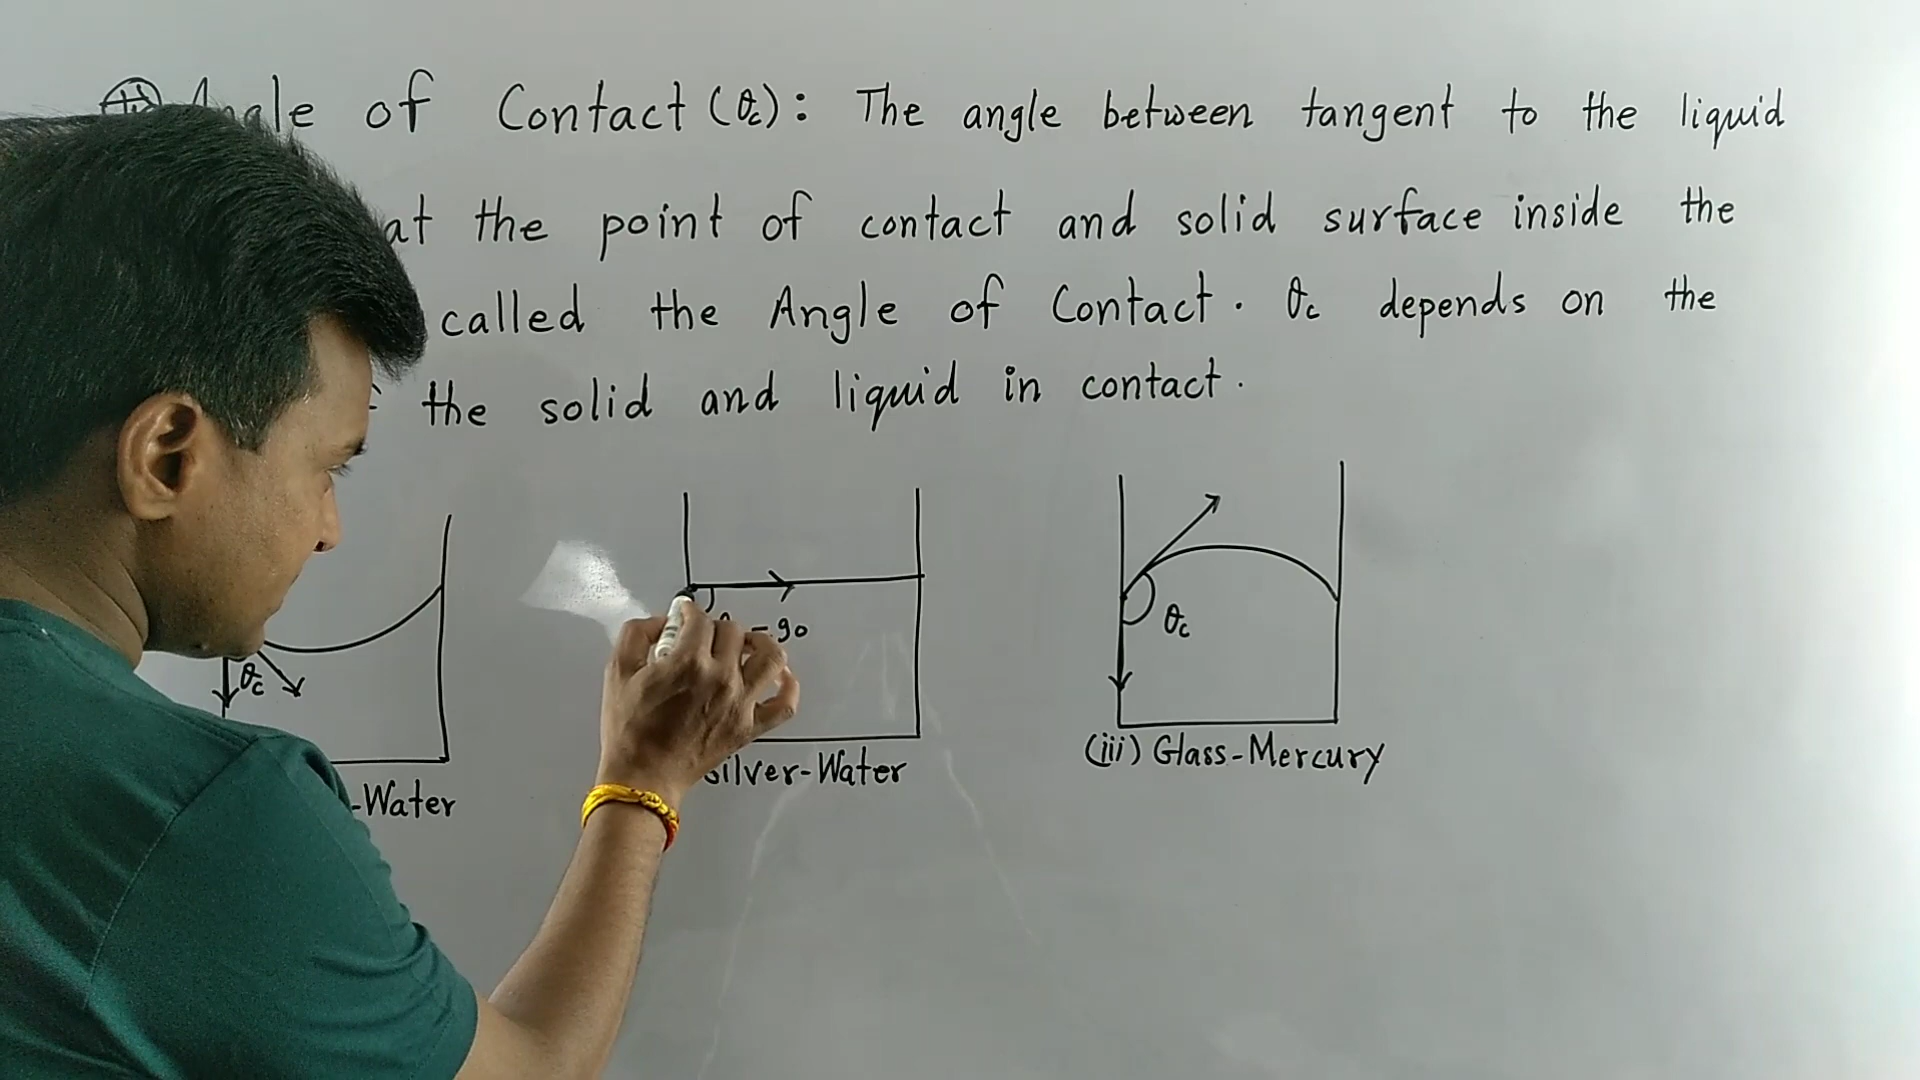 Angle of Contact (θc): The angle between tangent to the liquid
at the point of contact and solid surface inside the
called the Angle of Contact. θc depends on the
the solid and liquid in contact.
θc
= 90
θc
-Water
Silver-Water
(iii) Glass-Mercury